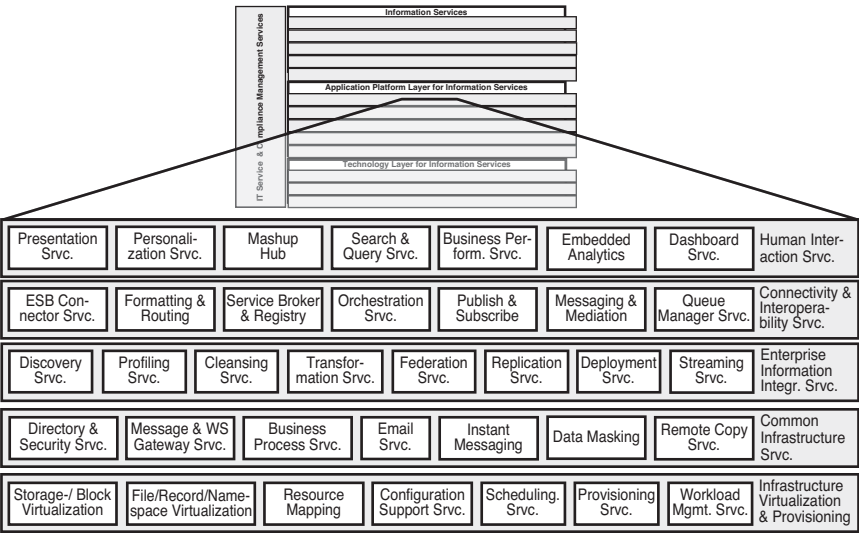 Information Services
Application Platform Layer for Information Services
Technology Layer for Information Services
IT Service & Compliance Management Services
Presentation
Srvc.
Personali-
zation Srvc.
Mashup
Hub
Search &
Query Srvc.
Business Per-
form. Srvc.
Embedded
Analytics
Dashboard
Srvc.
Human Inter-
action Srvc.
ESB Con-
nector Srvc.
Formatting &
Routing
Service Broker
& Registry
Orchestration
Srvc.
Publish &
Subscribe
Messaging &
Mediation
Queue
Manager Srvc.
Connectivity &
Interopera-
bility Srvc.
Discovery
Srvc.
Profiling
Srvc.
Cleansing
Srvc.
Transfor-
mation Srvc.
Federation
Srvc.
Replication
Srvc.
Deployment
Srvc.
Streaming
Srvc.
Enterprise
Information
Integr. Srvc.
Directory &
Security Srvc.
Message & WS
Gateway Srvc.
Business
Process Srvc.
Email
Srvc.
Instant
Messaging
Data Masking
Remote Copy
Srvc.
Common
Infrastructure
Srvc.
Storage-/ Block
Virtualization
File/Record/Name-
space Virtualization
Resource
Mapping
Configuration
Support Srvc.
Scheduling.
Srvc.
Provisioning
Srvc.
Workload
Mgmt. Srvc.
Infrastructure
Virtualization
& Provisioning